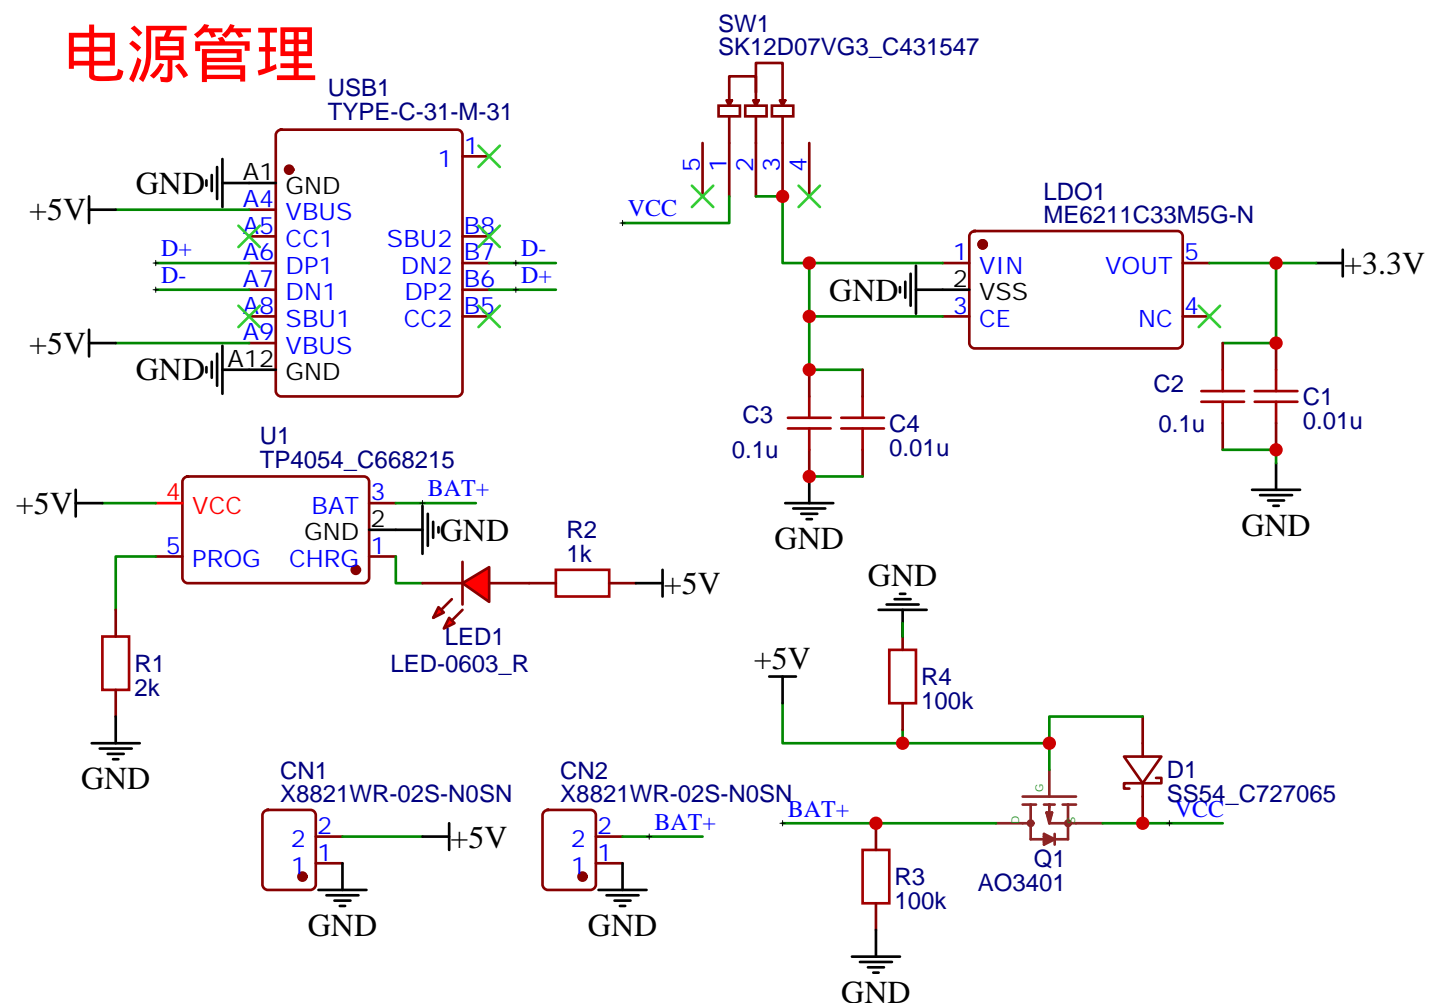 电源管理
USB1
TYPE-C-31-M-31
GND
A1
GND
+5V
A4
VBUS
A5
CC1
D+
A6
DP1
D-
A7
DN1
A8
SBU1
+5V
A9
VBUS
GND
A12
GND
1
1
SBU2
B8
DN2
B7
D-
DP2
B6
D+
CC2
B5
SW1
SK12D07VG3_C431547
5
1
2
3
4
VCC
LDO1
ME6211C33M5G-N
1
VIN
GND
2
VSS
3
CE
VOUT
5
+3.3V
NC
4
C3
0.1u
C4
0.01u
GND
C2
0.1u
C1
0.01u
GND
U1
TP4054_C668215
+5V
4
VCC
5
PROG
BAT
3
BAT+
GND
2
GND
CHRG
1
R2
1k
+5V
LED1
LED-0603_R
R1
2k
GND
CN1
X8821WR-02S-N0SN
2
2
+5V
1
1
GND
CN2
X8821WR-02S-N0SN
2
2
BAT+
1
1
GND
GND
+5V
R4
100k
D1
SS54_C727065
BAT+
G
D
S
VCC
Q1
AO3401
R3
100k
GND